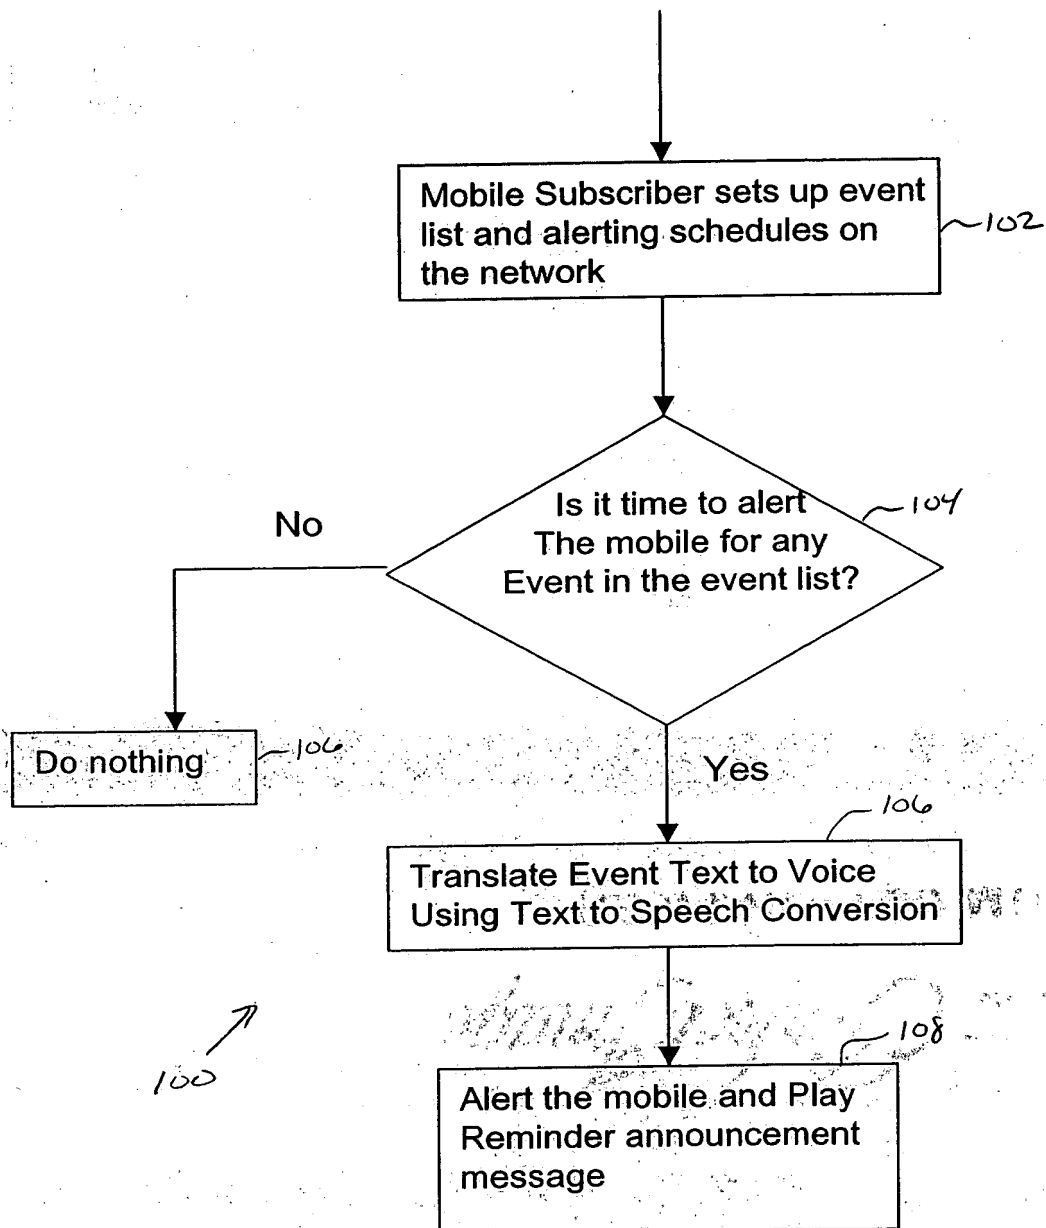 Mobile Subscriber sets up event
list and alerting schedules on
the network
102
Is it time to alert
The mobile for any
Event in the event list?
104
No
Do nothing
106
Yes
106
Translate Event Text to Voice
Using Text to Speech Conversion
108
Alert the mobile and Play
Reminder announcement
message
100